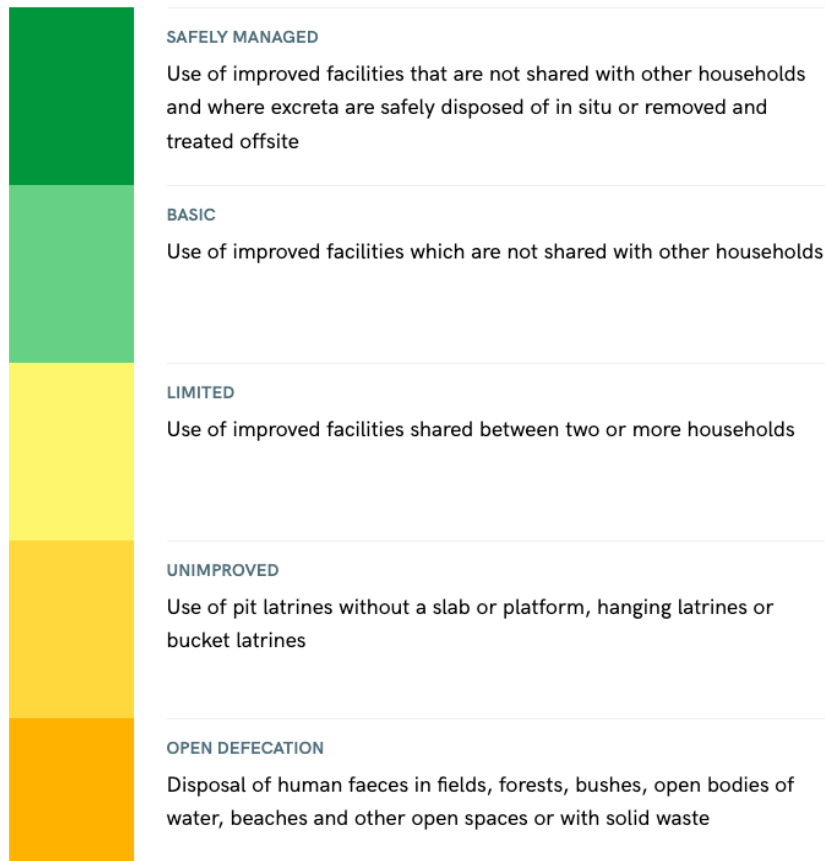 SAFELY MANAGED
Use of improved facilities that are not shared with other households
and where excreta are safely disposed of in situ or removed and
treated offsite
BASIC
Use of improved facilities which are not shared with other households
LIMITED
Use of improved facilities shared between two or more households
UNIMPROVED
Use of pit latrines without a slab or platform, hanging latrines or
bucket latrines
OPEN DEFECATION
Disposal of human faeces in fields, forests, bushes, open bodies of
water, beaches and other open spaces or with solid waste